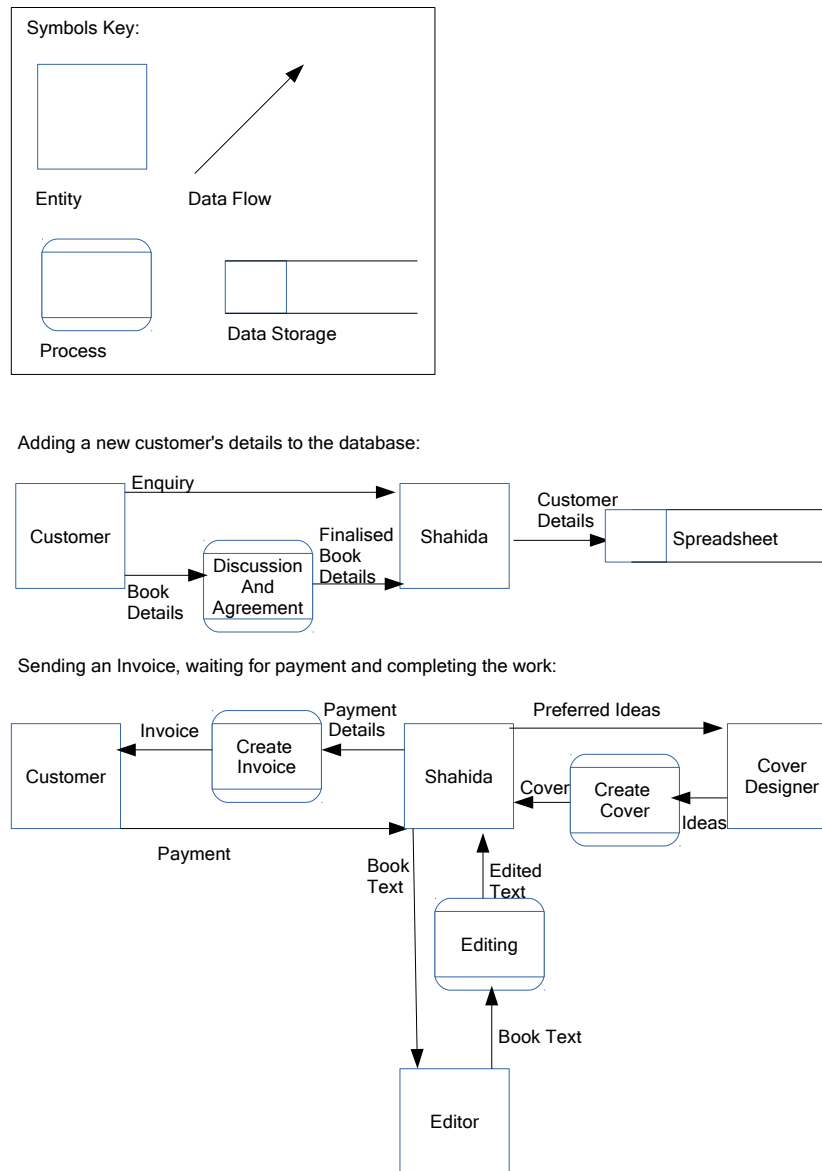 Symbols Key:
Entity
Data Flow
Process
Data Storage
Adding a new customer's details to the database:
Enquiry
Customer
Book
Details
Discussion
And
Agreement
Finalised
Book
Details
Shahida
Customer
Details
Spreadsheet
Sending an Invoice, waiting for payment and completing the work:
Customer
Invoice
Create
Invoice
Payment
Details
Shahida
Preferred Ideas
Cover
Create
Cover
Ideas
Cover
Designer
Payment
Book
Text
Edited
Text
Editing
Book Text
Editor